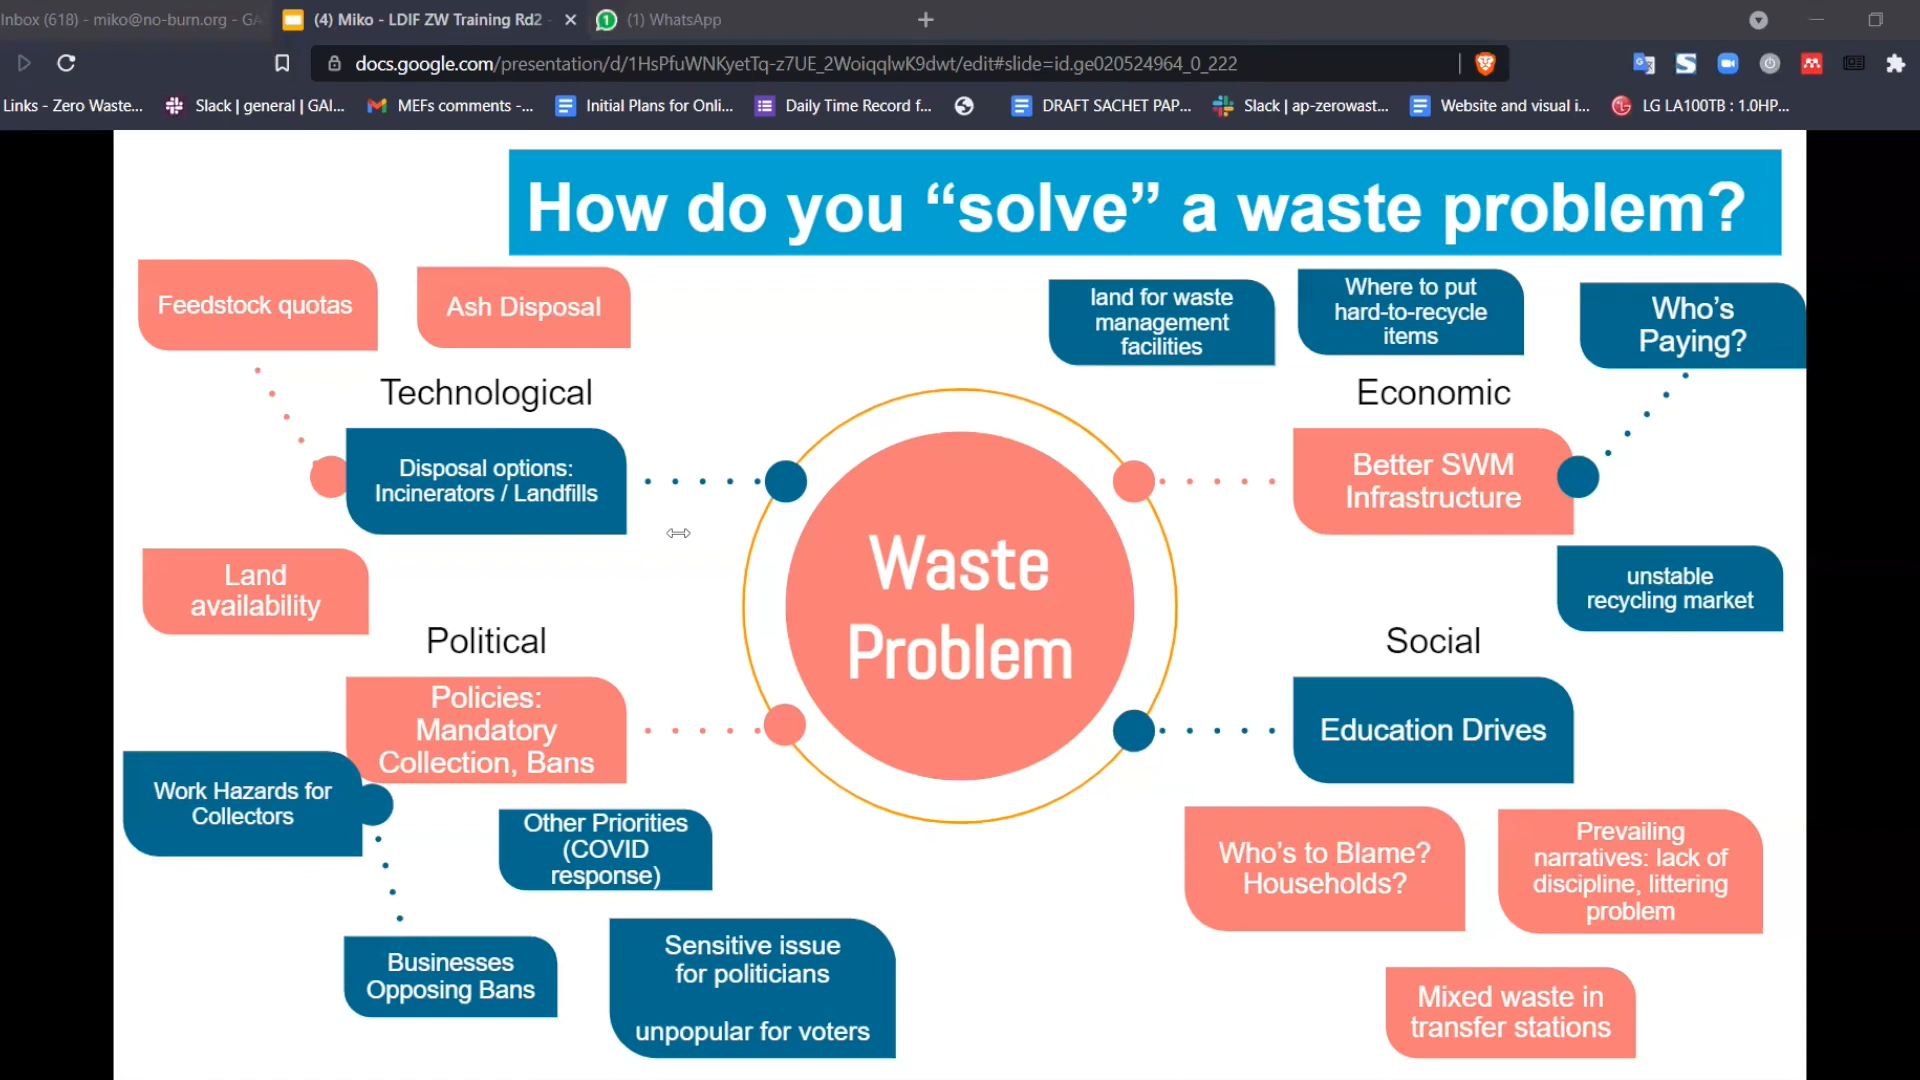 Inbox (618) - miko@no-burn.org - GA
(4) Miko - LDIF ZW Training Rd2 -
1
(1) WhatsApp
docs.google.com/presentation/d/1HsPfuWNKyetTq-z7UE_2WoiqqlwK9dwt/edit#slide=id.ge020524964_0_222
Links - Zero Waste...
Slack | general | GAI...
MEFs comments -...
Initial Plans for Onli...
Daily Time Record f...
DRAFT SACHET PAP...
Slack | ap-zerowast...
Website and visual i...
LG LA100TB : 1.0HP...
How do you “solve” a waste problem?
Feedstock quotas
Ash Disposal
land for waste
management
facilities
Where to put
hard-to-recycle
items
Who’s
Paying?
Technological
Economic
Disposal options:
Incinerators / Landfills
Better SWM
Infrastructure
Waste
Problem
Land
availability
unstable
recycling market
Political
Social
Policies:
Mandatory
Collection, Bans
Education Drives
Work Hazards for
Collectors
Other Priorities
(COVID
response)
Who’s to Blame?
Households?
Prevailing
narratives: lack of
discipline, littering
problem
Businesses
Opposing Bans
Sensitive issue
for politicians
unpopular for voters
Mixed waste in
transfer stations